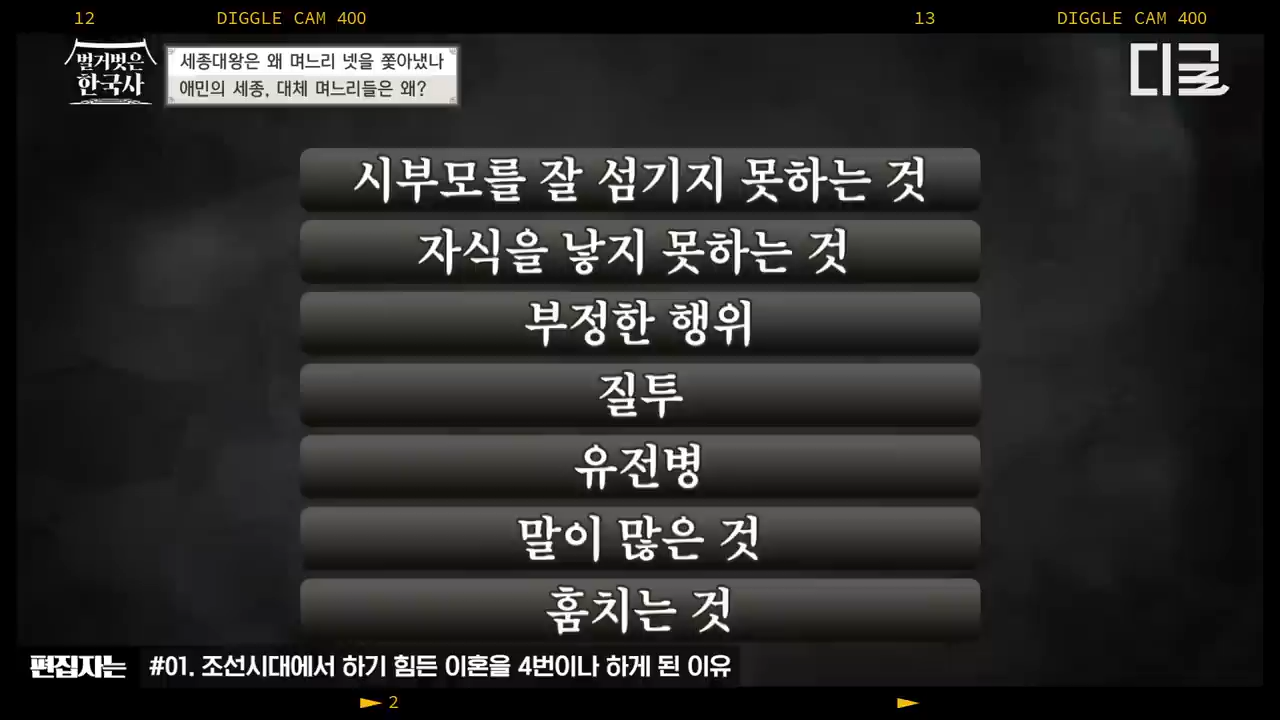 12 DIGGLE CAM 400 13 DIGGLE CAM 400
벌거벗은
한국사
세종대왕은 왜 며느리 넷을 쫓아냈나
애민의 세종, 대체 며느리들은 왜?
디글
시부모를 잘 섬기지 못하는 것
자식을 낳지 못하는 것
부정한 행위
질투
유전병
말이 많은 것
훔치는 것
편집자는 #01. 조선시대에서 하기 힘든 이혼을 4번이나 하게 된 이유
2